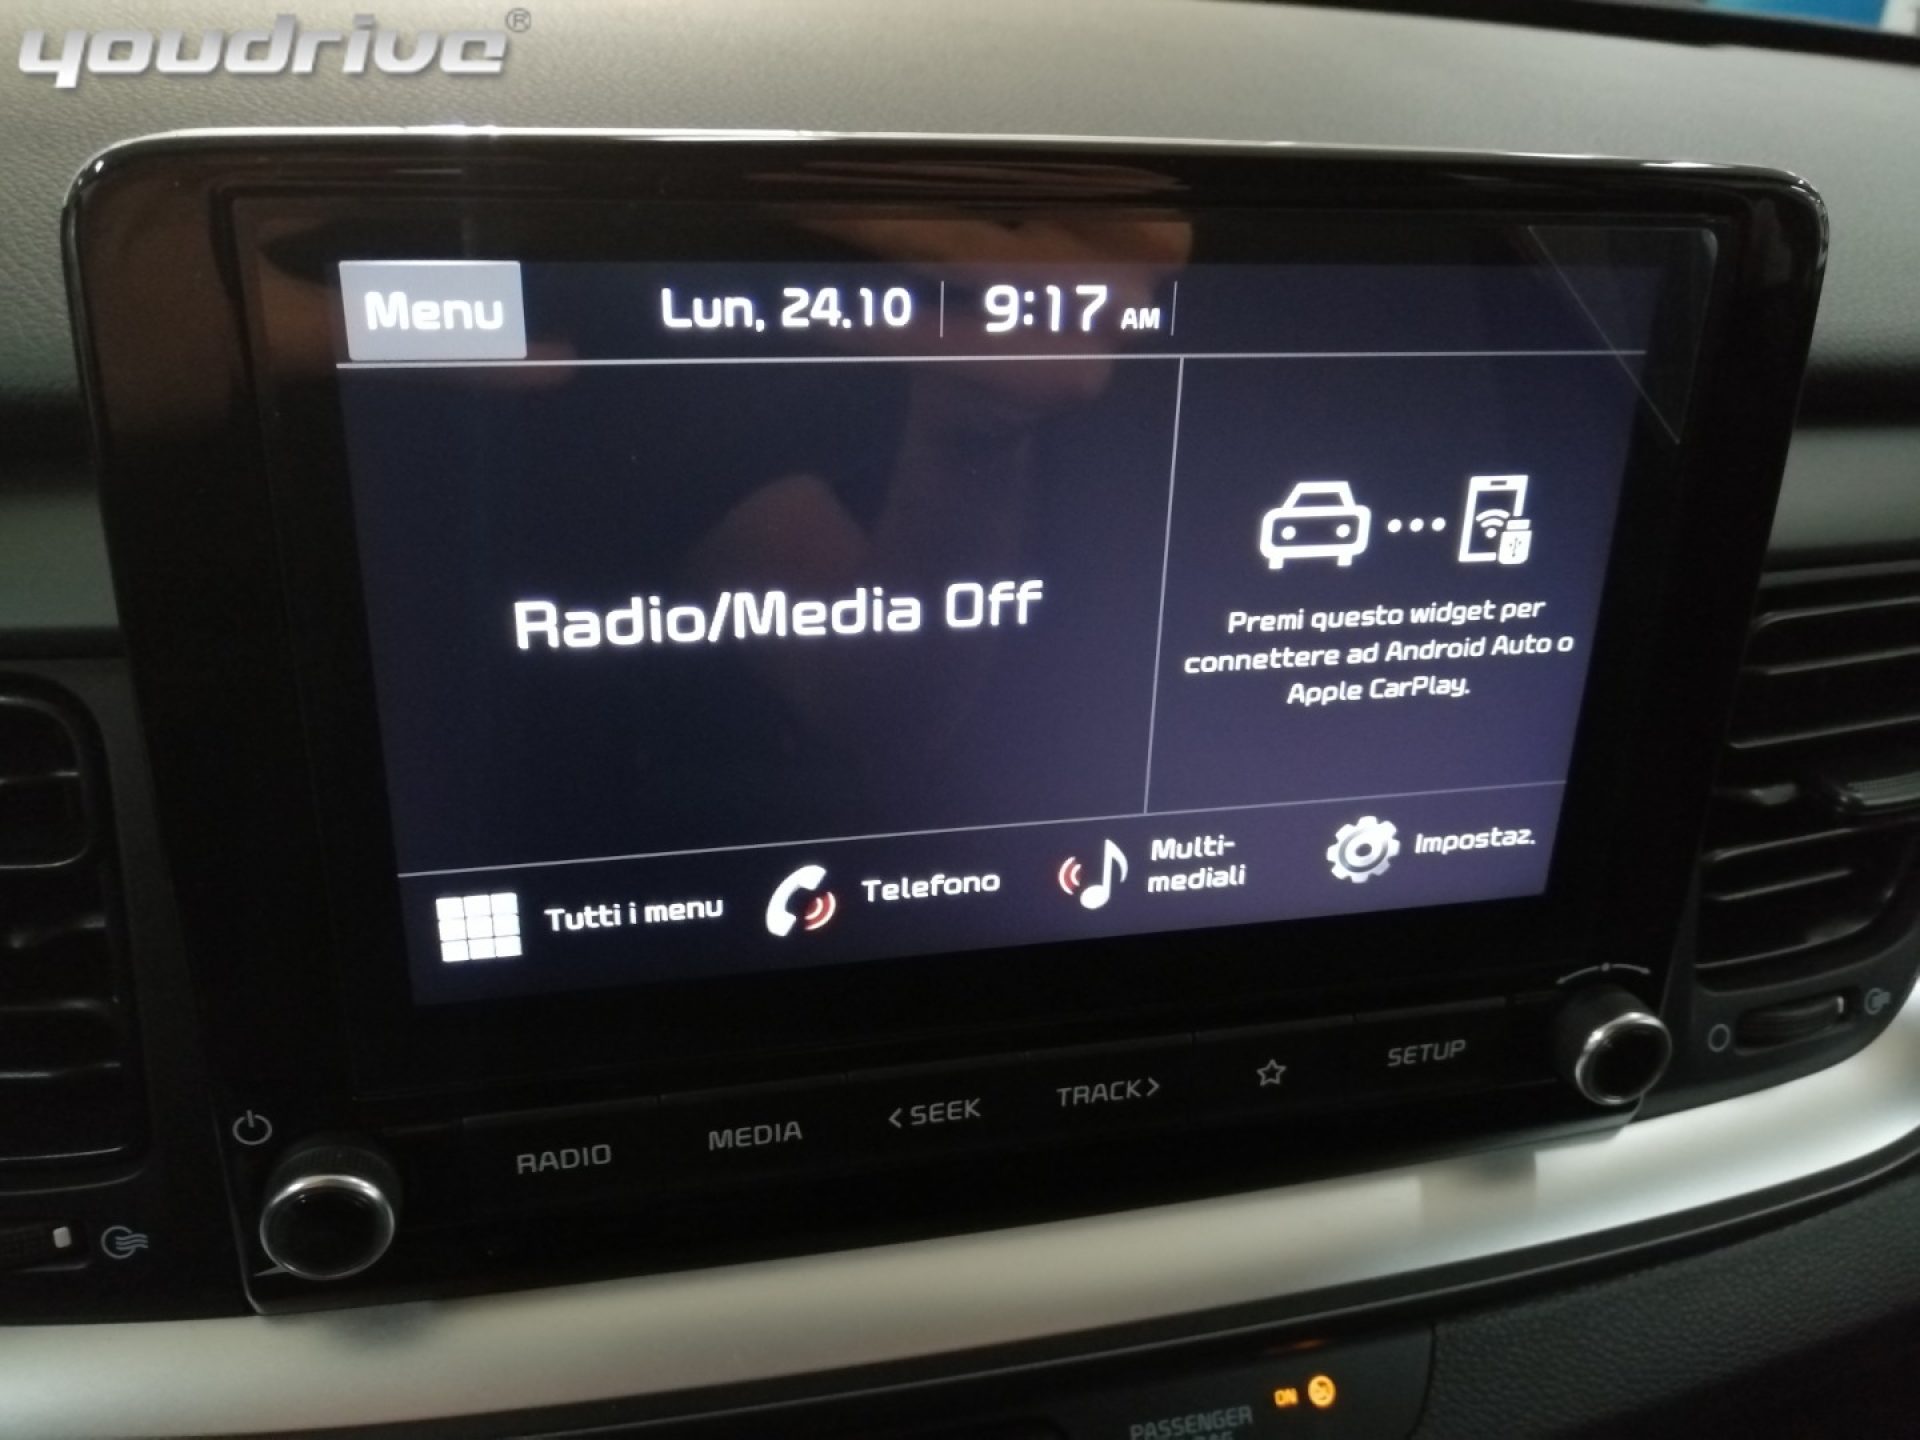 youdrive®
Menu
Lun, 24.10
9:17 AM
Radio/Media Off
Premi questo widget per
connettere ad Android Auto o
Apple CarPlay.
Tutti i menu
Telefono
Multi-
mediali
Impostaz.
RADIO
MEDIA
<SEEK
TRACK>
SETUP
ON
PASSENGER